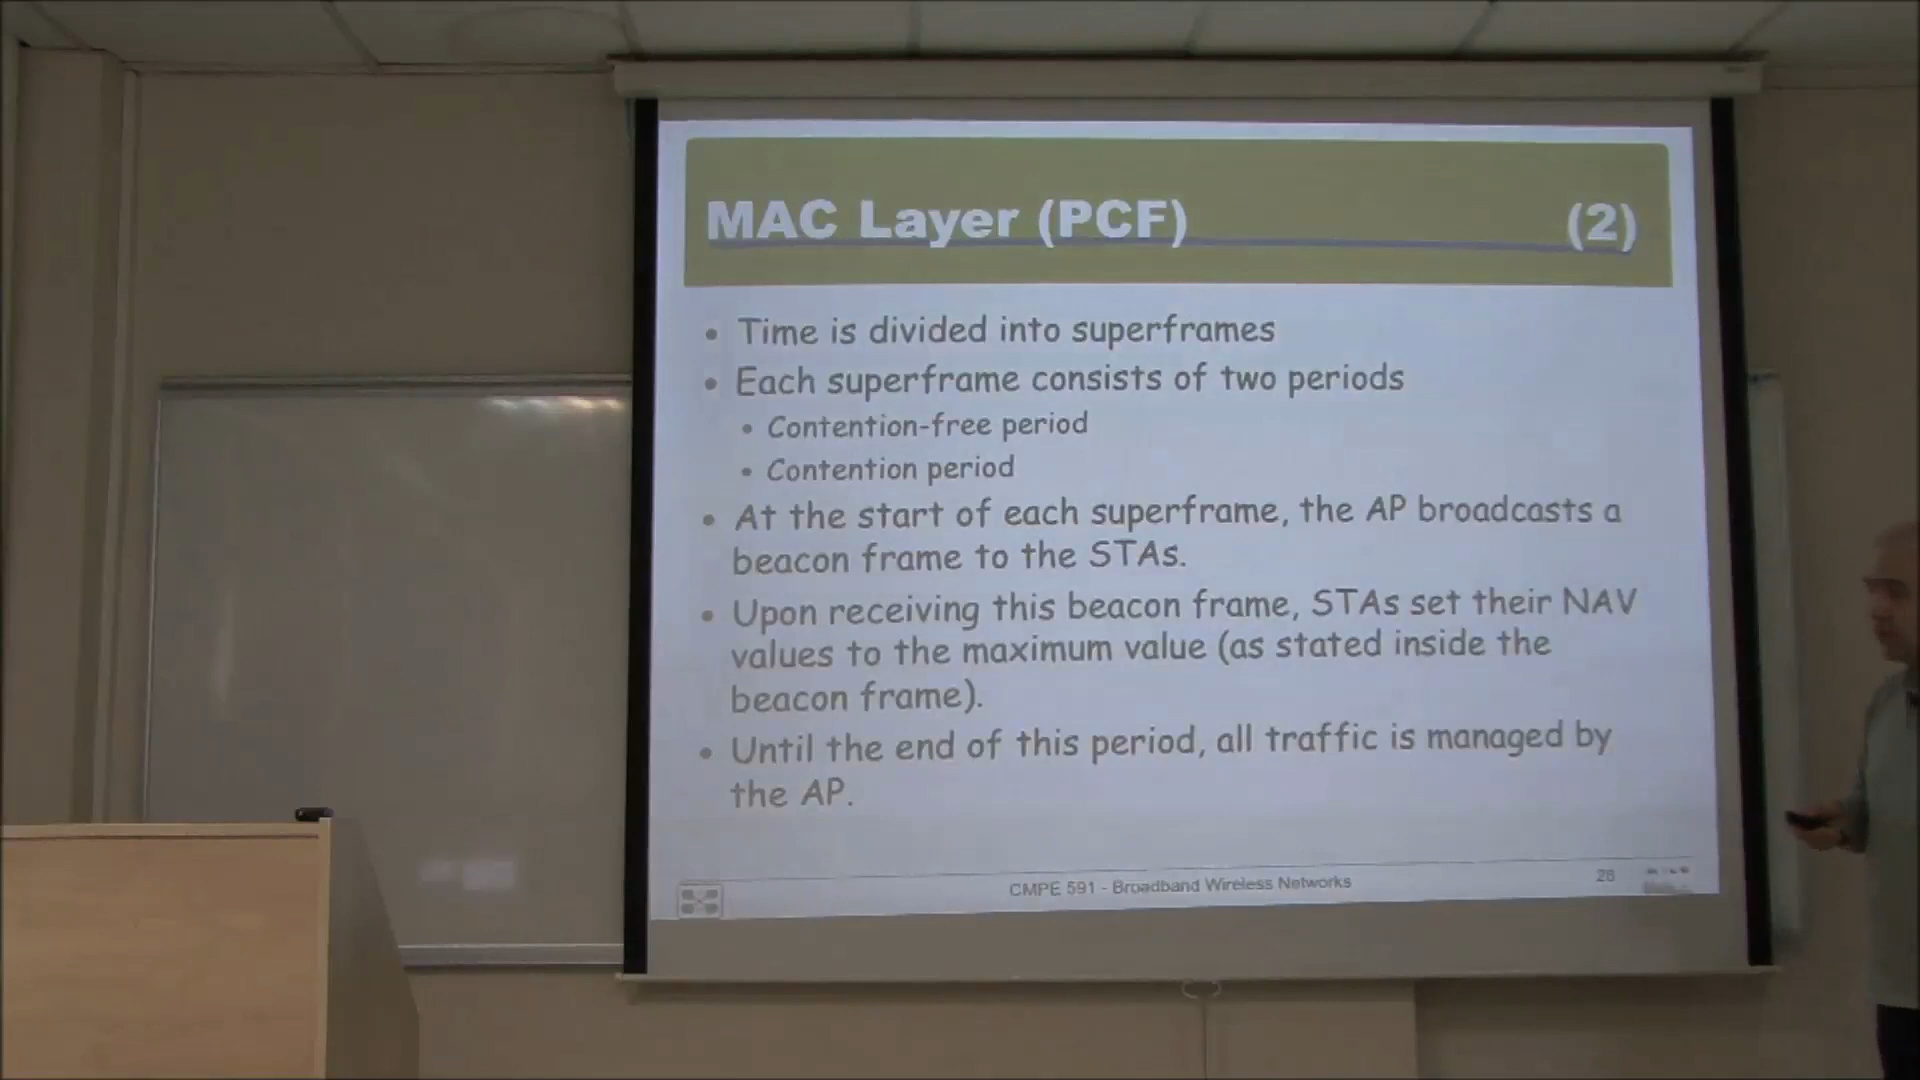 MAC Layer (PCF) (2)
• Time is divided into superframes
• Each superframe consists of two periods
• Contention-free period
• Contention period
• At the start of each superframe, the AP broadcasts a
beacon frame to the STAs.
• Upon receiving this beacon frame, STAs set their NAV
values to the maximum value (as stated inside the
beacon frame).
• Until the end of this period, all traffic is managed by
the AP.
CMPE 591 - Broadband Wireless Networks